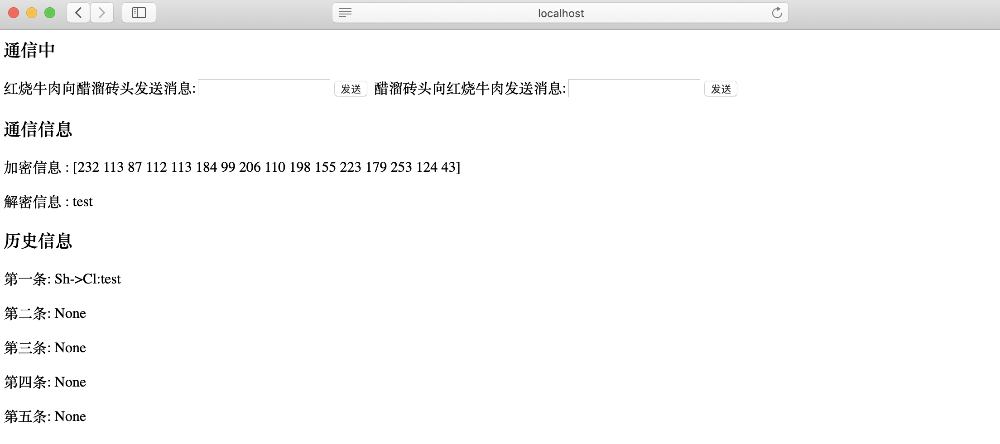 localhost
通信中
红烧牛肉向醋溜砖头发送消息: 发送 醋溜砖头向红烧牛肉发送消息: 发送
通信信息
加密信息 : [232 113 87 112 113 184 99 206 110 198 155 223 179 253 124 43]
解密信息 : test
历史信息
第一条: Sh->Cl:test
第二条: None
第三条: None
第四条: None
第五条: None